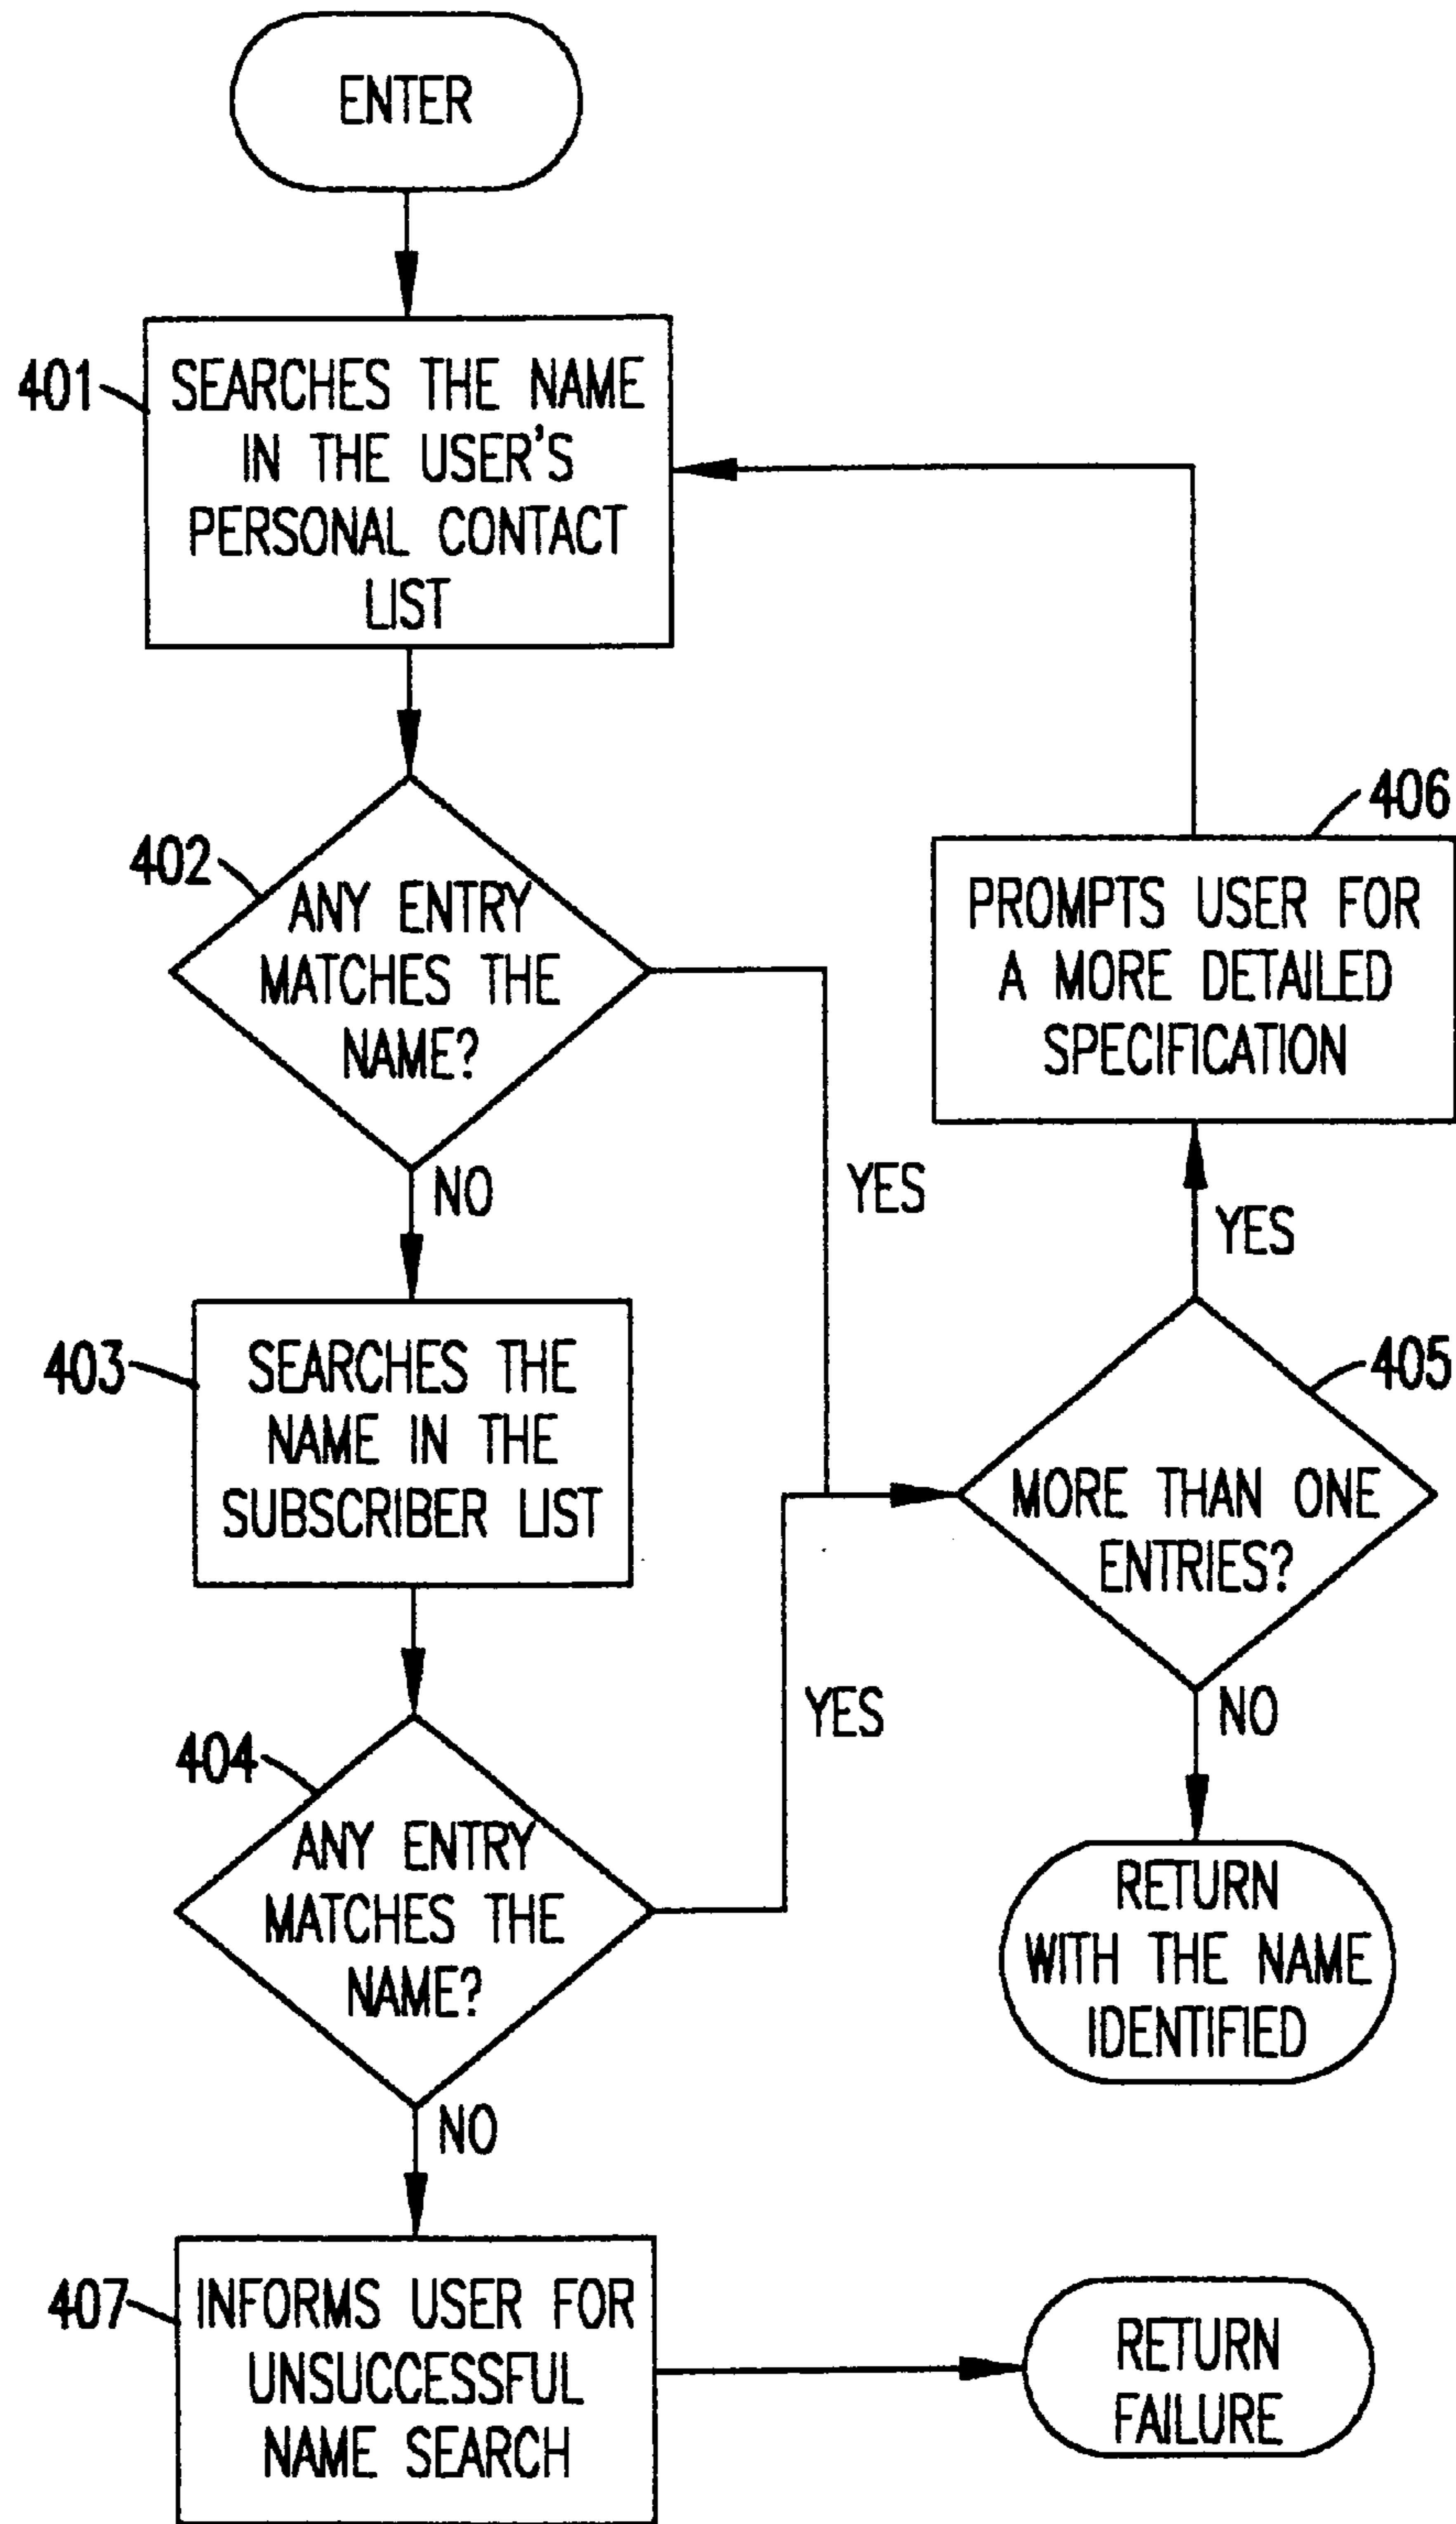 ENTER
401
SEARCHES THE NAME
IN THE USER'S
PERSONAL CONTACT
LIST
402
ANY ENTRY
MATCHES THE
NAME?
NO
YES
403
SEARCHES THE
NAME IN THE
SUBSCRIBER LIST
404
ANY ENTRY
MATCHES THE
NAME?
YES
NO
407
INFORMS USER FOR
UNSUCCESSFUL
NAME SEARCH
406
PROMPTS USER FOR
A MORE DETAILED
SPECIFICATION
YES
405
MORE THAN ONE
ENTRIES?
NO
RETURN
WITH THE NAME
IDENTIFIED
RETURN
FAILURE